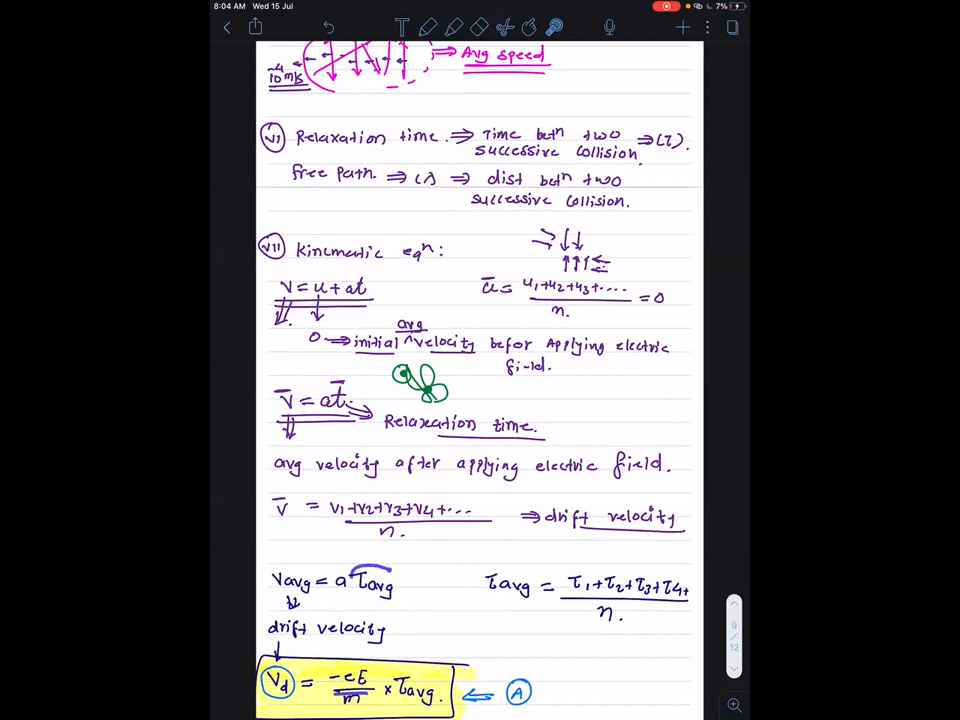 8:04 AM Wed 15 Jul
7%
⇒ Avg speed
10⁻⁴ m/s
vi Relaxation time. ⇒ Time betⁿ two successive collision ⇒ (τ).
free path. ⇒ (λ) ⇒ dist betⁿ two successive collision.
vii Kinematic eqⁿ:
v = u + at
ū = u₁+u₂+u₃+.... / n. = 0
0 ⇒ initial ^avg velocity befor applying electric field.
v̄ = at̄.
Relaxation time.
avg velocity after applying electric field.
v̄ = v₁+v₂+v₃+v₄+... / n. ⇒ drift velocity
vavg = a τavg
τavg = τ₁+τ₂+τ₃+τ₄+ / n.
drift velocity
Vd = -eE / m × τavg. ⇐ A
9 / 12